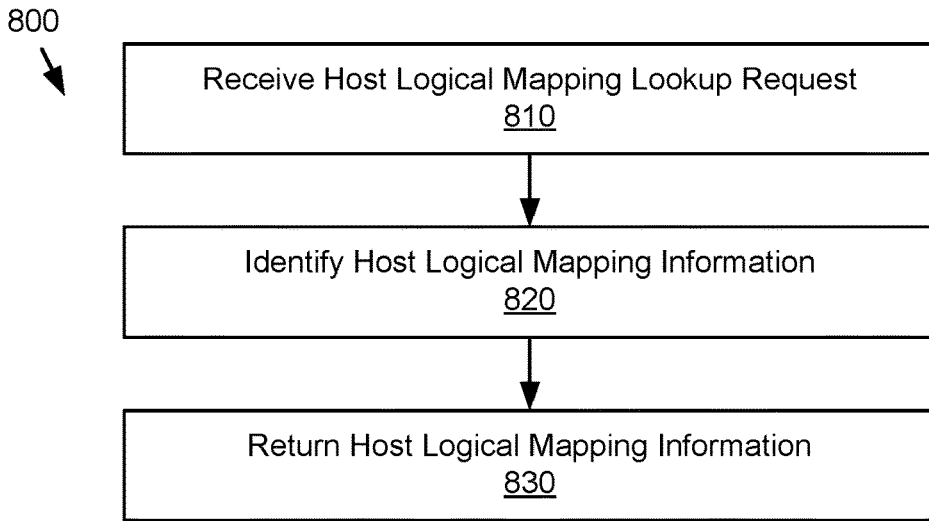 800
Receive Host Logical Mapping Lookup Request
810
Identify Host Logical Mapping Information
820
Return Host Logical Mapping Information
830